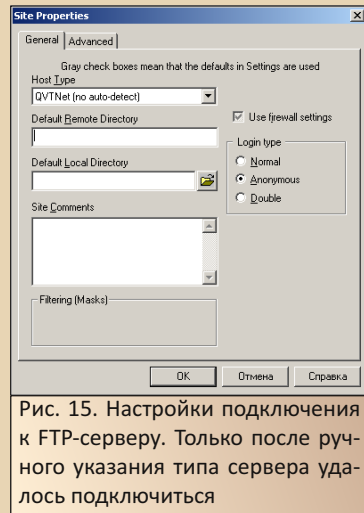 Site Properties
General
Advanced
Gray check boxes mean that the defaults in Settings are used
Host Type
QVTNet (no auto-detect)
Default Remote Directory
Use firewall settings
Login type
Normal
Anonymous
Double
Default Local Directory
Site Comments
Filtering (Masks)
OK
Отмена
Справка
Рис. 15. Настройки подключения
к FTP-серверу. Только после руч-
ного указания типа сервера уда-
лось подключиться